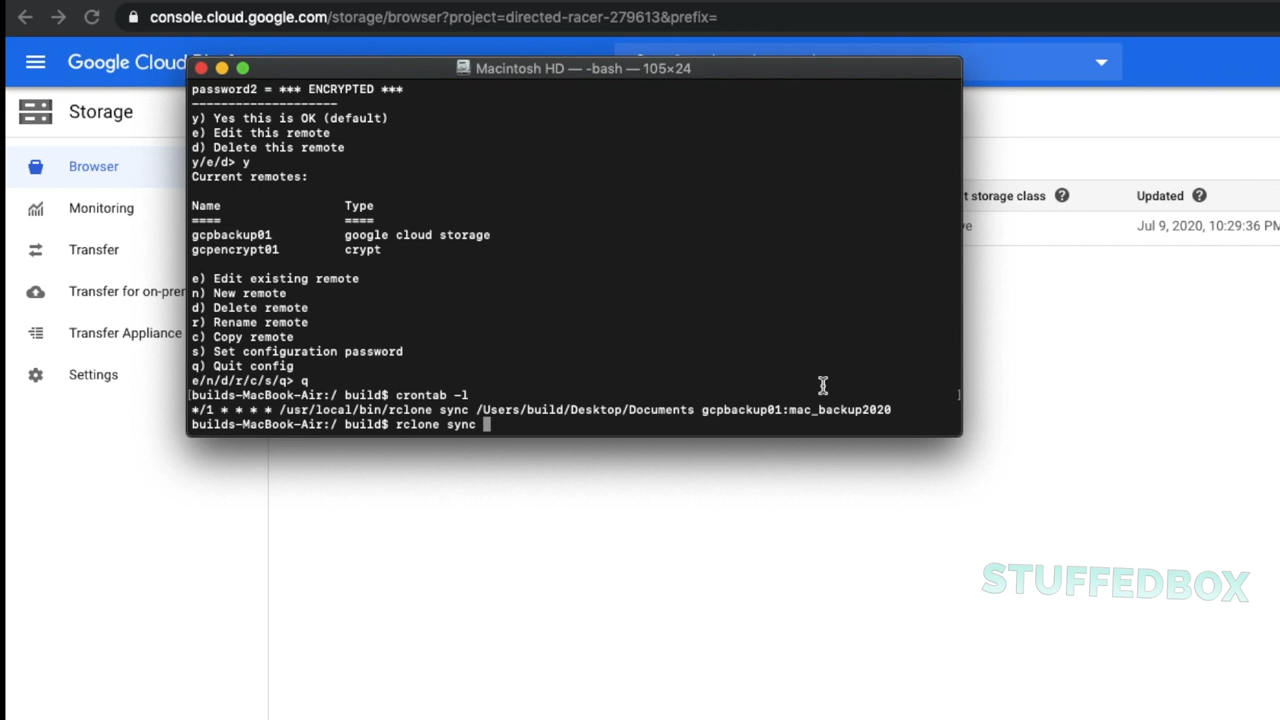 console.cloud.google.com/storage/browser?project=directed-racer-279613&prefix=
Google Cloud
Macintosh HD — -bash — 105×24
Storage
Browser
Monitoring
Transfer
Transfer for on-prem
Transfer Appliance
Settings
password2 = *** ENCRYPTED ***
--------------------
y) Yes this is OK (default)
e) Edit this remote
d) Delete this remote
y/e/d> y
Current remotes:
Name Type
==== ====
gcpbackup01 google cloud storage
gcpencrypt01 crypt
e) Edit existing remote
n) New remote
d) Delete remote
r) Rename remote
c) Copy remote
s) Set configuration password
q) Quit config
e/n/d/r/c/s/q> q
[builds-MacBook-Air:/ build$ crontab -l ]
*/1 * * * * /usr/local/bin/rclone sync /Users/build/Desktop/Documents gcpbackup01:mac_backup2020
builds-MacBook-Air:/ build$ rclone sync
t storage class Updated
Jul 9, 2020, 10:29:36 PM
STUFFEDBOX